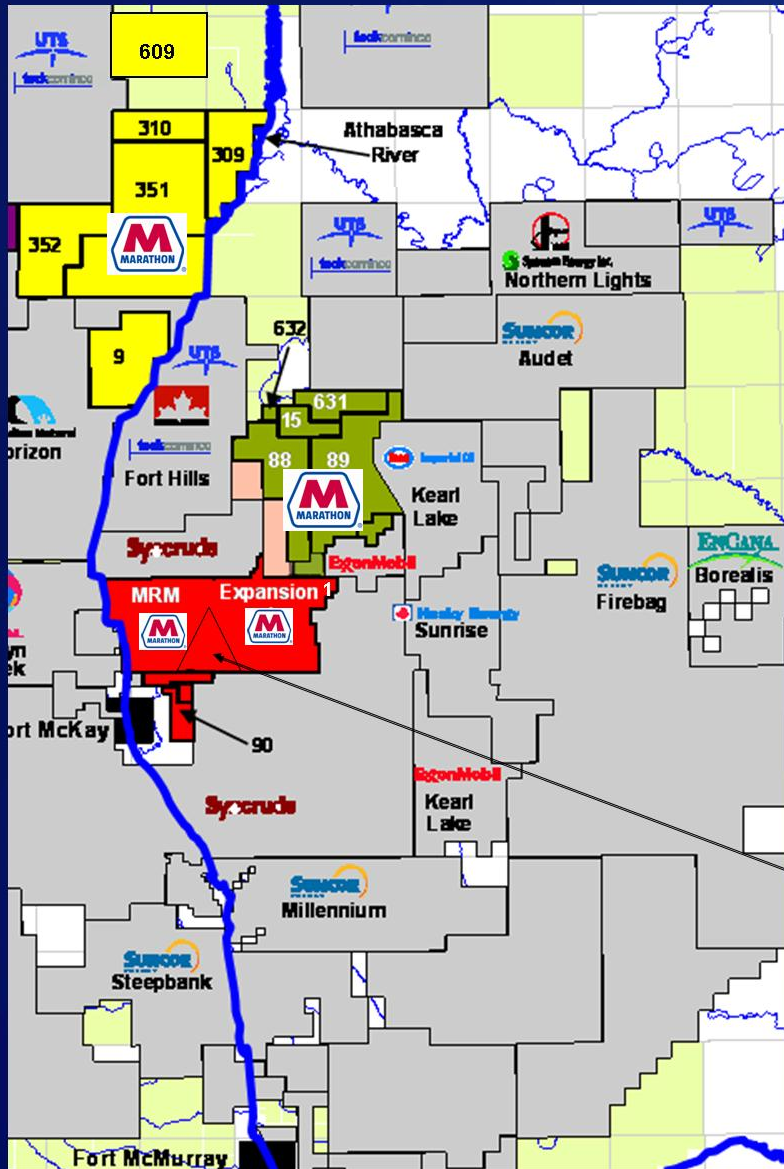 609
UTS
teckcominco
teckcominco
310
309
Athabasca
River
351
352
M
MARATHON
UTS
teckcominco
Synenco Energy Inc.
Northern Lights
UTS
632
SUNCOR
Audet
9
UTS
631
15
88
89
teckcominco
Fort Hills
M
MARATHON
Imperial Oil
Kearl
Lake
orizon
Syncrude
ExxonMobil
SUNCOR
Firebag
ENCANA
Borealis
MRM
Expansion 1
MARATHON
MARATHON
Husky Energy
Sunrise
ek
ort McKay
90
ExxonMobil
Kearl
Lake
Syncrude
SUNCOR
Millennium
SUNCOR
Steepbank
Fort McMurray